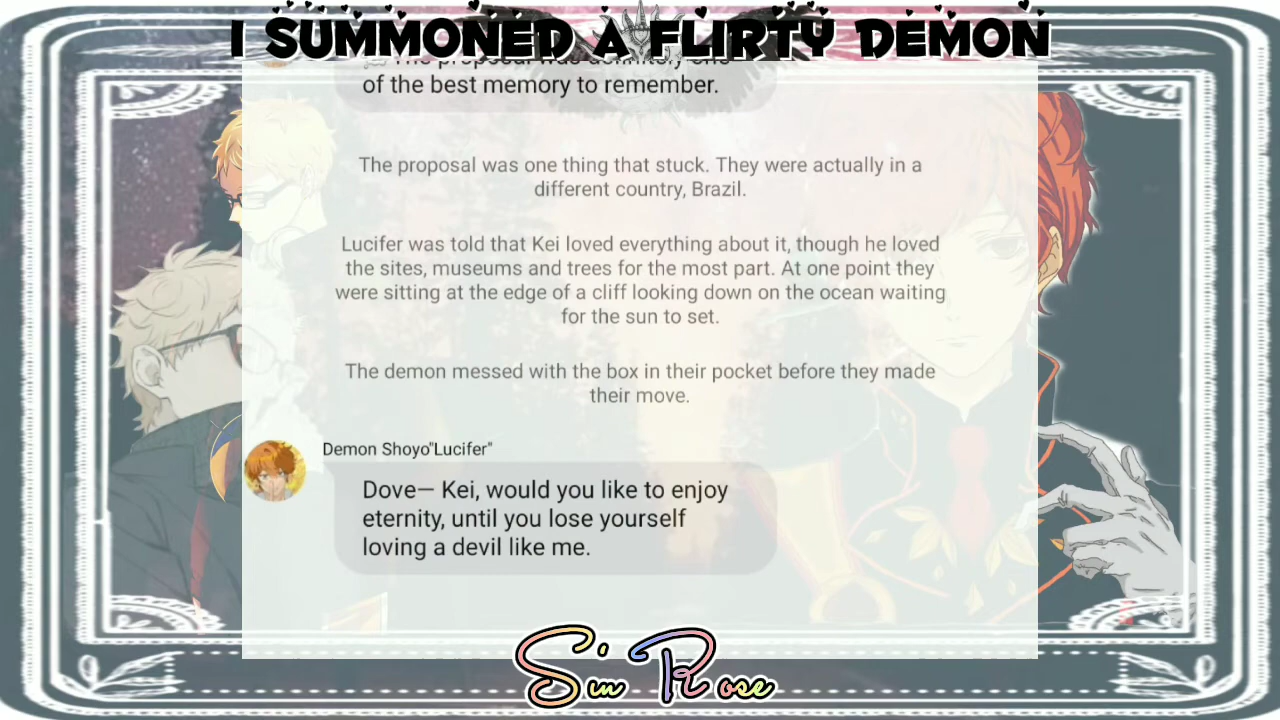 I SUMMONED A FLIRTY DEMON
of the best memory to remember.
The proposal was one thing that stuck. They were actually in a
different country, Brazil.
Lucifer was told that Kei loved everything about it, though he loved
the sites, museums and trees for the most part. At one point they
were sitting at the edge of a cliff looking down on the ocean waiting
for the sun to set.
The demon messed with the box in their pocket before they made
their move.
Demon Shoyo"Lucifer"
Dove— Kei, would you like to enjoy
eternity, until you lose yourself
loving a devil like me.
Sin Rose